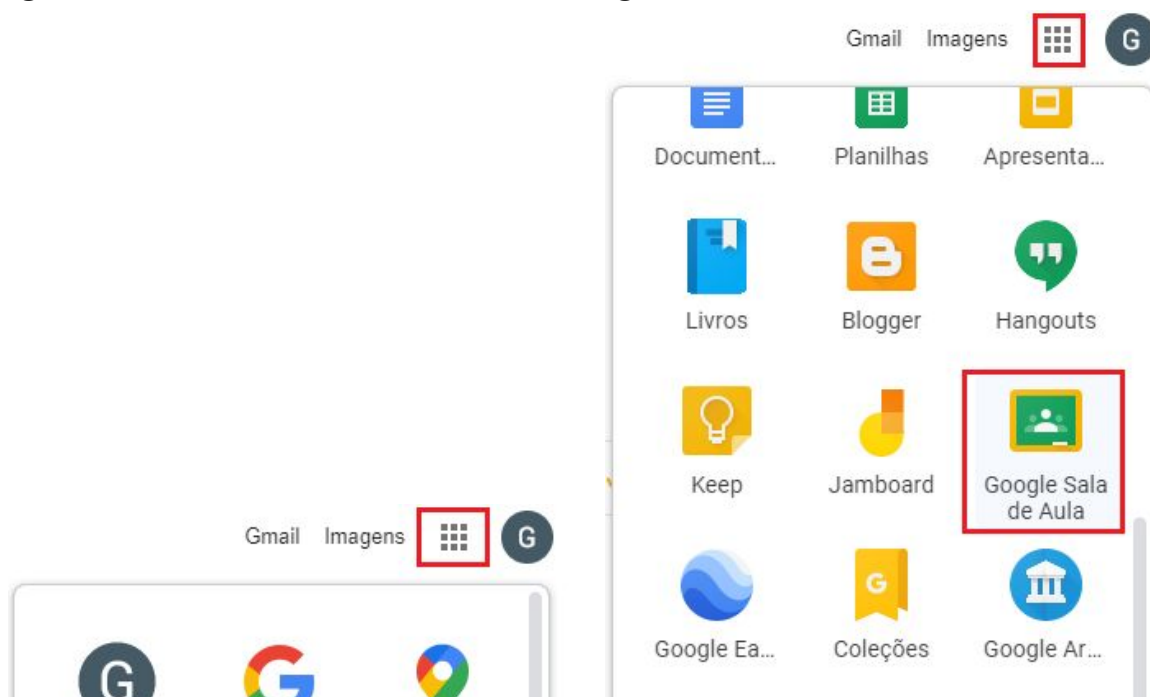 Gmail Imagens G
Document... Planilhas Apresenta...
Livros Blogger Hangouts
Keep Jamboard Google Sala
de Aula
Google Ea... Coleções Google Ar...
Gmail Imagens G
G